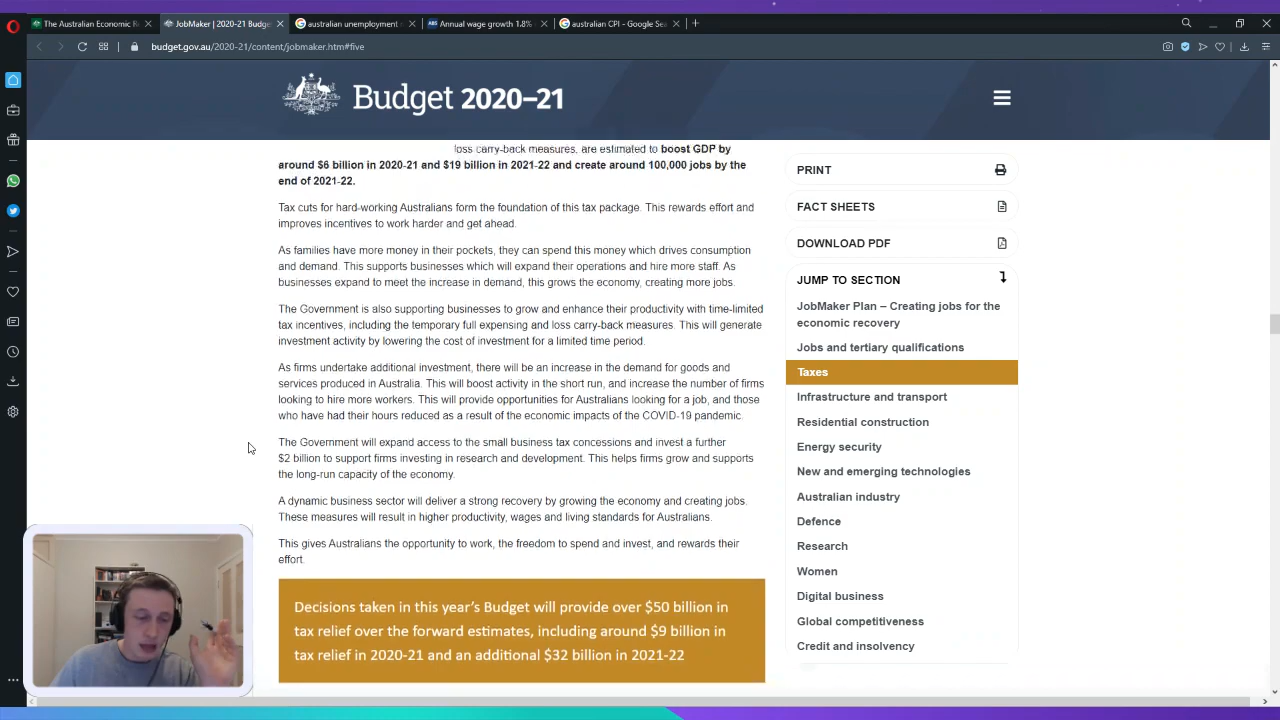 The Australian Economic R
JobMaker | 2020-21 Budge
australian unemployment
Annual wage growth 1.8%
australian CPI - Google Sea
budget.gov.au/2020-21/content/jobmaker.htm#five
Budget 2020–21
loss carry-back measures, are estimated to boost GDP by
around $6 billion in 2020-21 and $19 billion in 2021-22 and create around 100,000 jobs by the
end of 2021-22.
Tax cuts for hard-working Australians form the foundation of this tax package. This rewards effort and
improves incentives to work harder and get ahead.
As families have more money in their pockets, they can spend this money which drives consumption
and demand. This supports businesses which will expand their operations and hire more staff. As
businesses expand to meet the increase in demand, this grows the economy, creating more jobs.
The Government is also supporting businesses to grow and enhance their productivity with time-limited
tax incentives, including the temporary full expensing and loss carry-back measures. This will generate
investment activity by lowering the cost of investment for a limited time period.
As firms undertake additional investment, there will be an increase in the demand for goods and
services produced in Australia. This will boost activity in the short run, and increase the number of firms
looking to hire more workers. This will provide opportunities for Australians looking for a job, and those
who have had their hours reduced as a result of the economic impacts of the COVID-19 pandemic.
The Government will expand access to the small business tax concessions and invest a further
$2 billion to support firms investing in research and development. This helps firms grow and supports
the long-run capacity of the economy.
A dynamic business sector will deliver a strong recovery by growing the economy and creating jobs.
These measures will result in higher productivity, wages and living standards for Australians.
This gives Australians the opportunity to work, the freedom to spend and invest, and rewards their
effort.
Decisions taken in this year's Budget will provide over $50 billion in
tax relief over the forward estimates, including around $9 billion in
tax relief in 2020-21 and an additional $32 billion in 2021-22
PRINT
FACT SHEETS
DOWNLOAD PDF
JUMP TO SECTION
JobMaker Plan – Creating jobs for the
economic recovery
Jobs and tertiary qualifications
Taxes
Infrastructure and transport
Residential construction
Energy security
New and emerging technologies
Australian industry
Defence
Research
Women
Digital business
Global competitiveness
Credit and insolvency